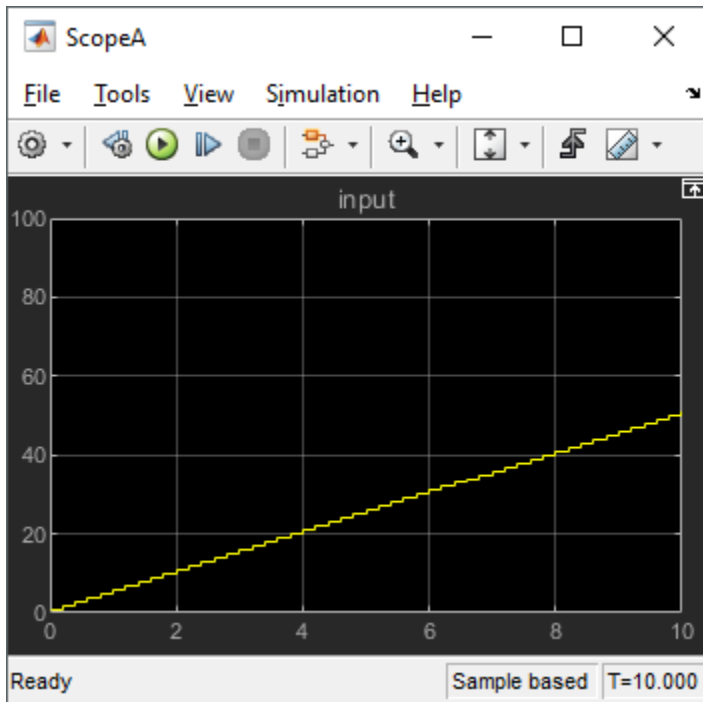 ScopeA
File Tools View Simulation Help
input
100
80
60
40
20
0
0 2 4 6 8 10
Ready Sample based T=10.000